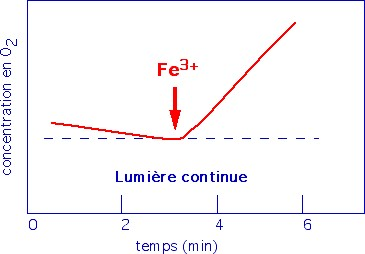 concentration en O₂
Fe³⁺
Lumière continue
0 2 4 6
temps (min)